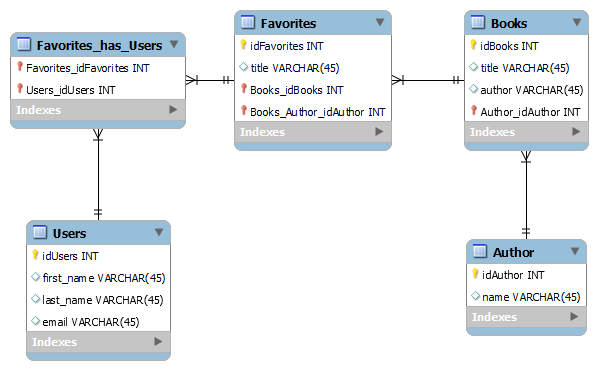 Favorites_has_Users
Favorites_idFavorites INT
Users_idUsers INT
Indexes
Favorites
idFavorites INT
title VARCHAR(45)
Books_idBooks INT
Books_Author_idAuthor INT
Indexes
Books
idBooks INT
title VARCHAR(45)
author VARCHAR(45)
Author_idAuthor INT
Indexes
Users
idUsers INT
first_name VARCHAR(45)
last_name VARCHAR(45)
email VARCHAR(45)
Indexes
Author
idAuthor INT
name VARCHAR(45)
Indexes